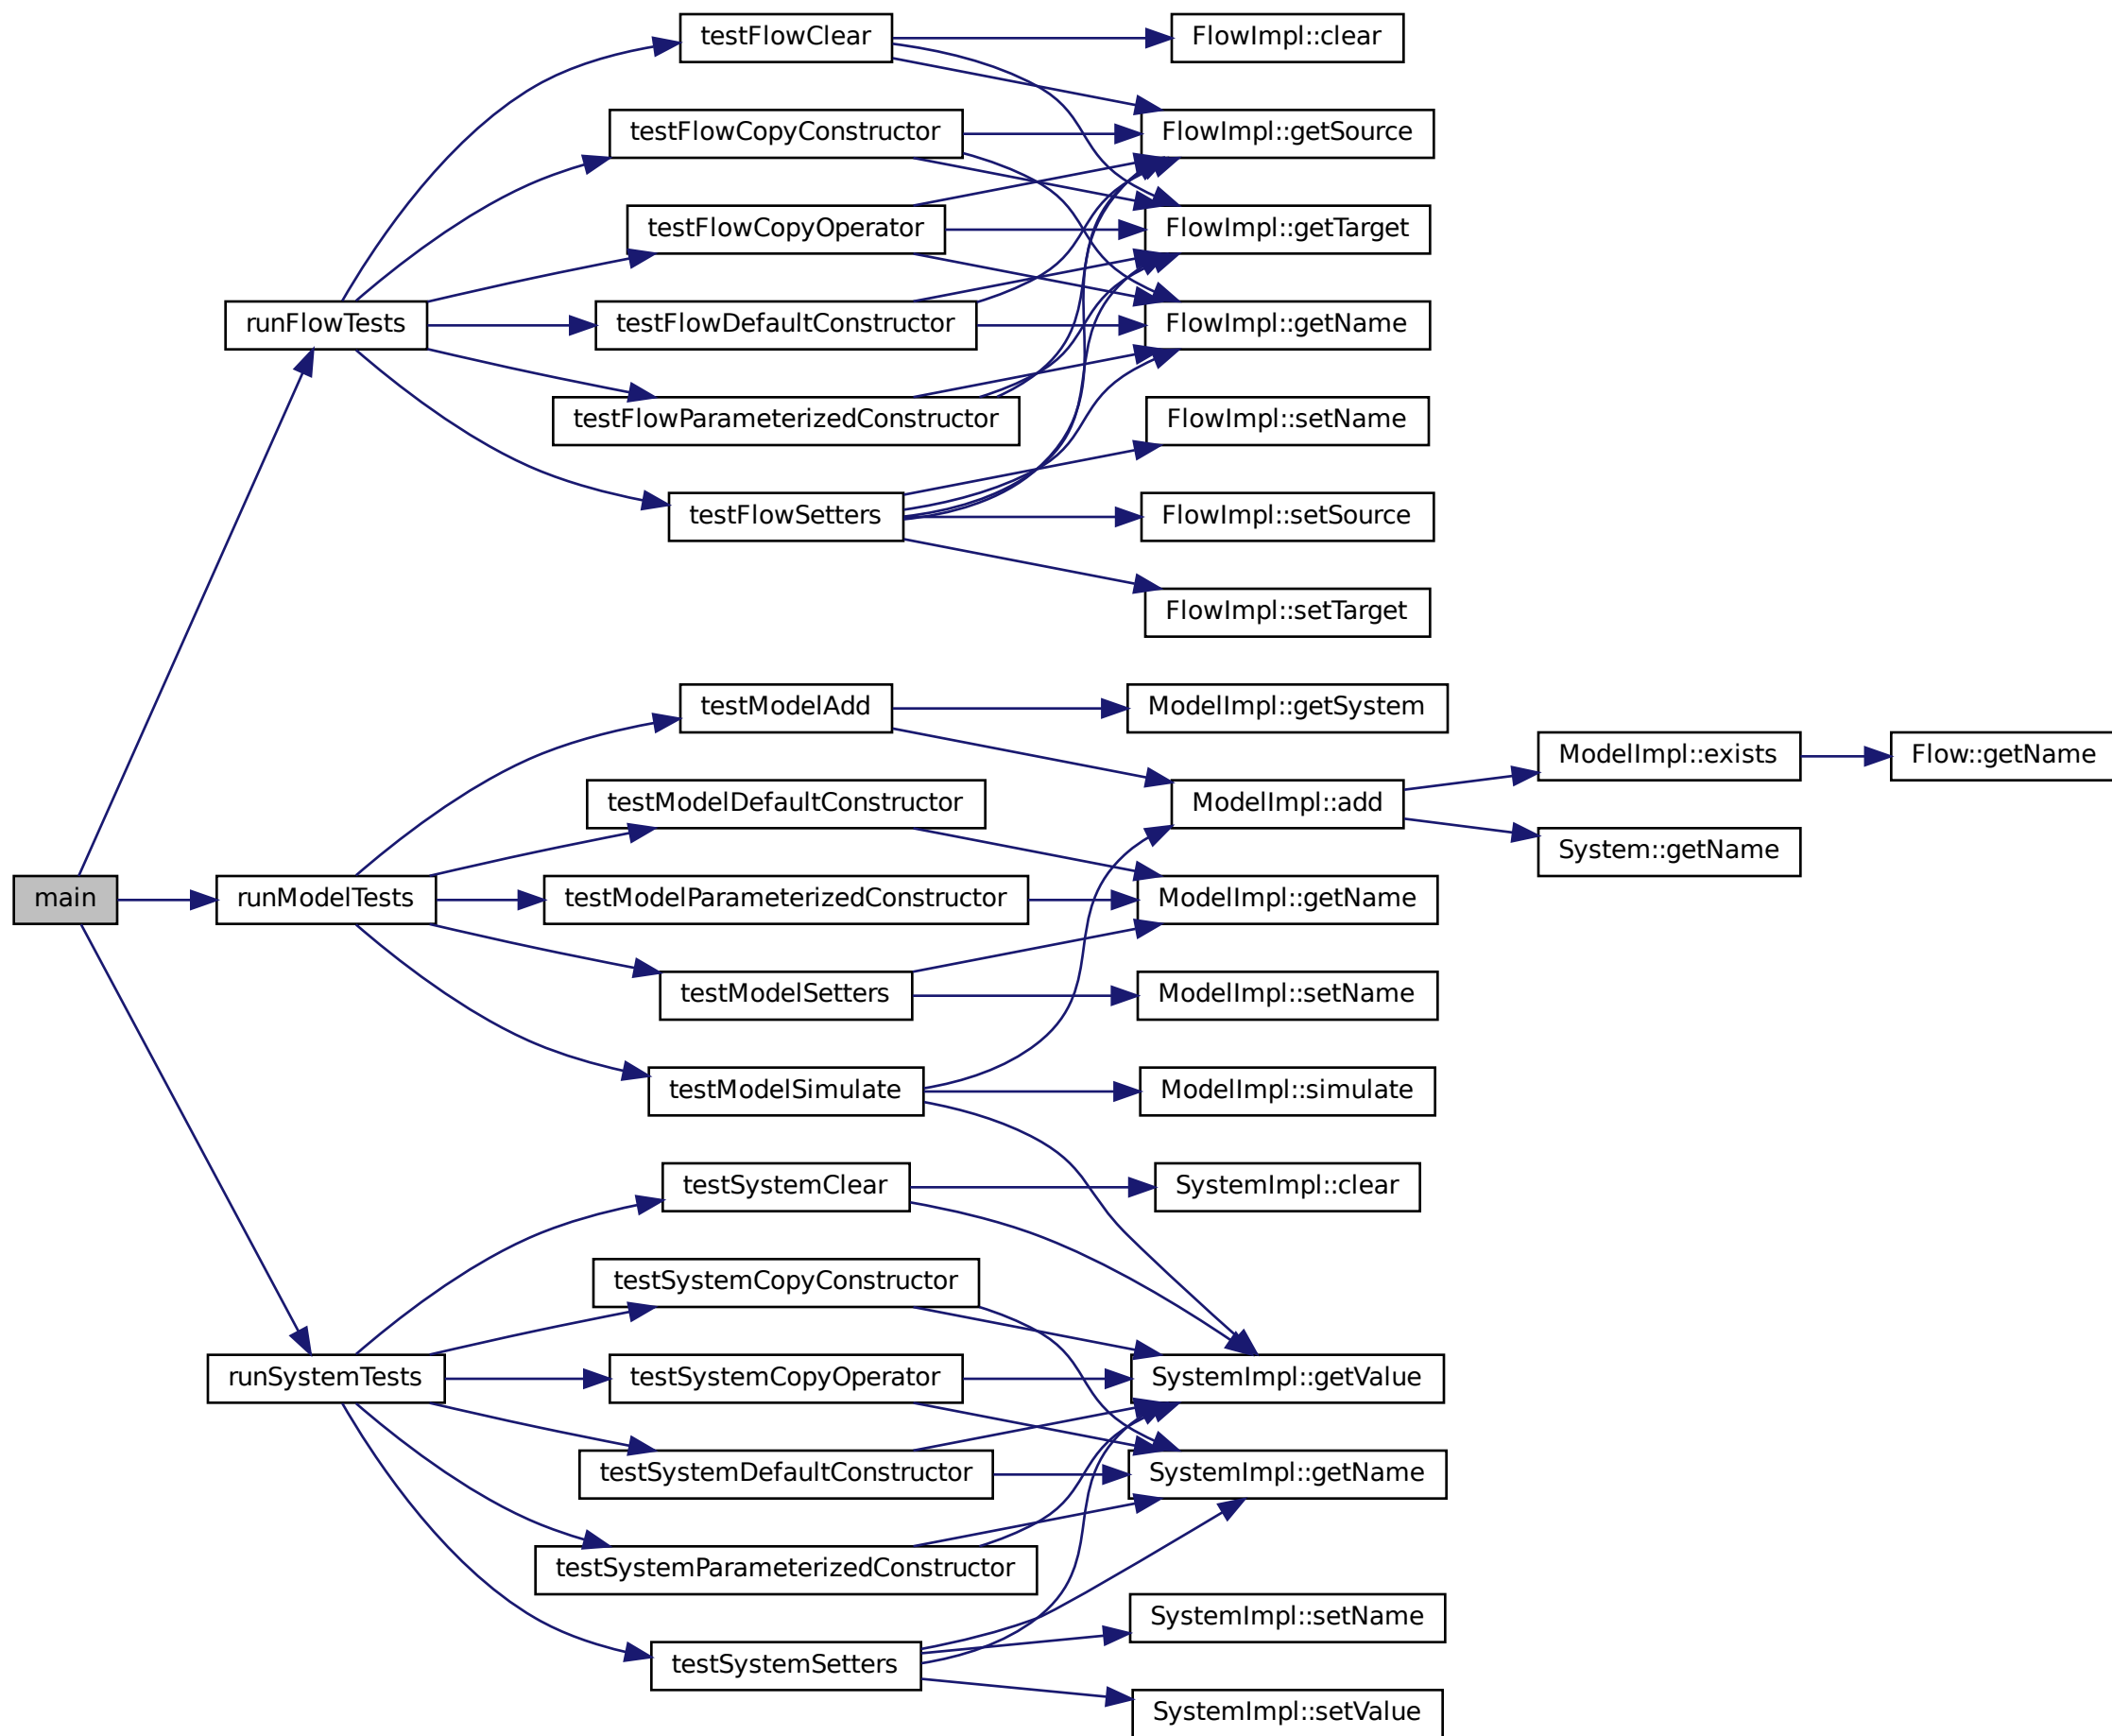 main
runFlowTests
runModelTests
runSystemTests
testFlowClear
testFlowCopyConstructor
testFlowCopyOperator
testFlowDefaultConstructor
testFlowParameterizedConstructor
testFlowSetters
testModelAdd
testModelDefaultConstructor
testModelParameterizedConstructor
testModelSetters
testModelSimulate
testSystemClear
testSystemCopyConstructor
testSystemCopyOperator
testSystemDefaultConstructor
testSystemParameterizedConstructor
testSystemSetters
FlowImpl::clear
FlowImpl::getSource
FlowImpl::getTarget
FlowImpl::getName
FlowImpl::setName
FlowImpl::setSource
FlowImpl::setTarget
ModelImpl::getSystem
ModelImpl::add
ModelImpl::getName
ModelImpl::setName
ModelImpl::simulate
SystemImpl::clear
SystemImpl::getValue
SystemImpl::getName
SystemImpl::setName
SystemImpl::setValue
ModelImpl::exists
System::getName
Flow::getName